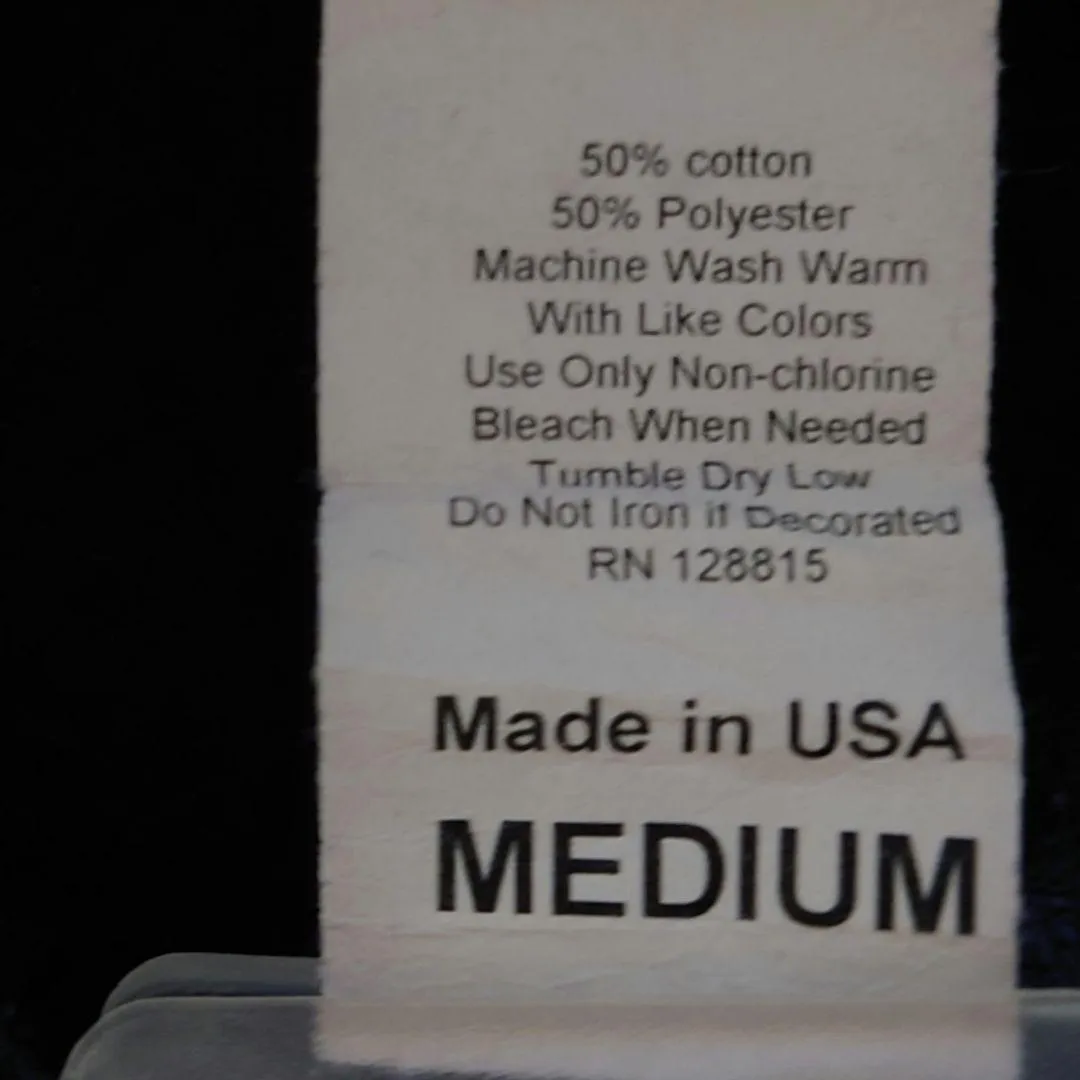 50% cotton
50% Polyester
Machine Wash Warm
With Like Colors
Use Only Non-chlorine
Bleach When Needed
Tumble Dry Low
Do Not Iron if Decorated
RN 128815
Made in USA
MEDIUM